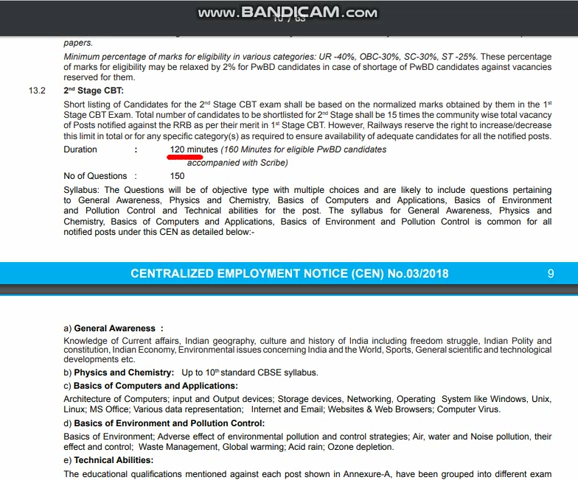 www.BANDICAM.com
papers.
Minimum percentage of marks for eligibility in various categories: UR -40%, OBC-30%, SC-30%, ST -25%. These percentage
of marks for eligibility may be relaxed by 2% for PwBD candidates in case of shortage of PwBD candidates against vacancies
reserved for them.
13.2 2nd Stage CBT:
Short listing of Candidates for the 2nd Stage CBT exam shall be based on the normalized marks obtained by them in the 1st
Stage CBT Exam. Total number of candidates to be shortlisted for 2nd Stage shall be 15 times the community wise total vacancy
of Posts notified against the RRB as per their merit in 1st Stage CBT. However, Railways reserve the right to increase/decrease
this limit in total or for any specific category(s) as required to ensure availability of adequate candidates for all the notified posts.
Duration : 120 minutes (160 Minutes for eligible PwBD candidates
accompanied with Scribe)
No of Questions : 150
Syllabus: The Questions will be of objective type with multiple choices and are likely to include questions pertaining
to General Awareness, Physics and Chemistry, Basics of Computers and Applications, Basics of Environment
and Pollution Control and Technical abilities for the post. The syllabus for General Awareness, Physics and
Chemistry, Basics of Computers and Applications, Basics of Environment and Pollution Control is common for all
notified posts under this CEN as detailed below:-
CENTRALIZED EMPLOYMENT NOTICE (CEN) No.03/2018 9
a) General Awareness :
Knowledge of Current affairs, Indian geography, culture and history of India including freedom struggle, Indian Polity and
constitution, Indian Economy, Environmental issues concerning India and the World, Sports, General scientific and technological
developments etc.
b) Physics and Chemistry: Up to 10th standard CBSE syllabus.
c) Basics of Computers and Applications:
Architecture of Computers; input and Output devices; Storage devices, Networking, Operating System like Windows, Unix,
Linux; MS Office; Various data representation; Internet and Email; Websites & Web Browsers; Computer Virus.
d) Basics of Environment and Pollution Control:
Basics of Environment; Adverse effect of environmental pollution and control strategies; Air, water and Noise pollution, their
effect and control; Waste Management, Global warming; Acid rain; Ozone depletion.
e) Technical Abilities:
The educational qualifications mentioned against each post shown in Annexure-A, have been grouped into different exam